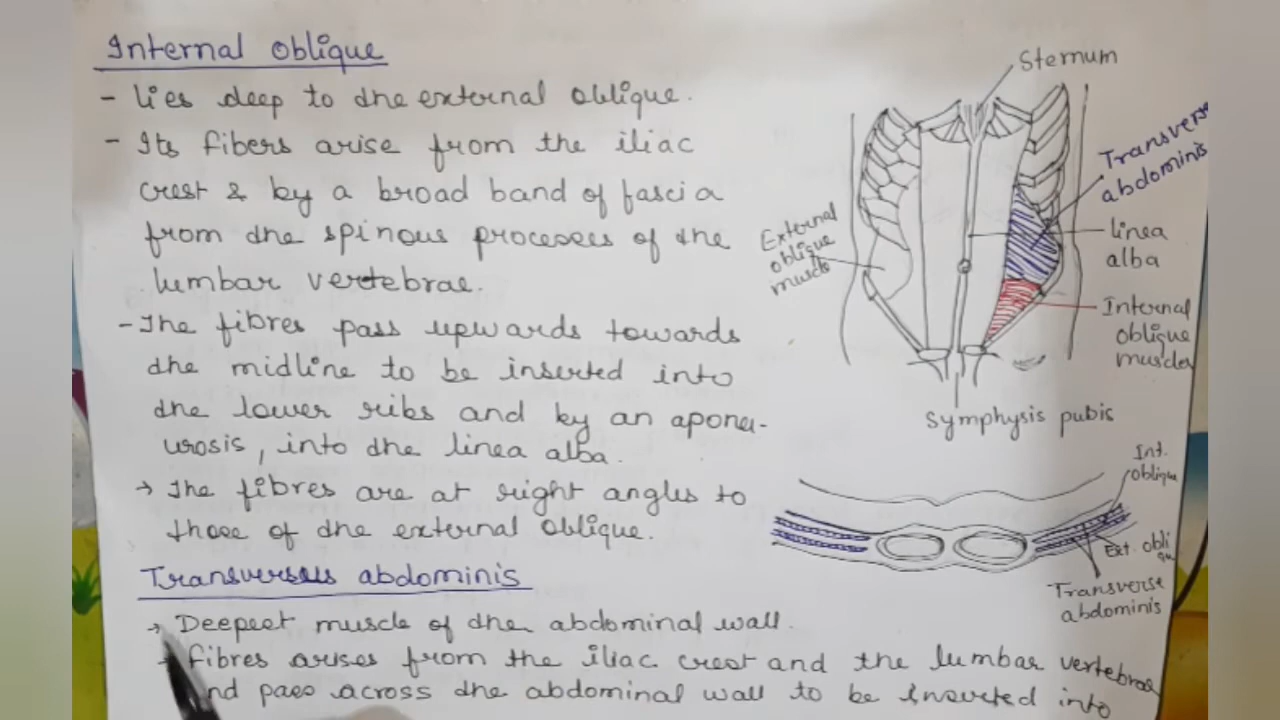 Internal oblique
- lies deep to the external oblique.
- Its fibers arise from the iliac
crest & by a broad band of fascia
from the spinous processes of the
lumbar vertebrae.
- The fibres pass upwards towards
the midline to be inserted into
the lower ribs and by an aponeu-
urosis, into the linea alba.
→ The fibres are at right angles to
those of the external oblique.
Transversus abdominis
→ Deepest muscle of the abdominal wall.
→ fibres arises from the iliac crest and the lumbar vertebrae
nd pass across the abdominal wall to be inserted into
Sternum
Transverse
abdominis
linea
alba
External
oblique
muscle
Internal
oblique
muscles
Symphysis pubis
Int.
oblique
Ext. obli
que
Transverse
abdominis